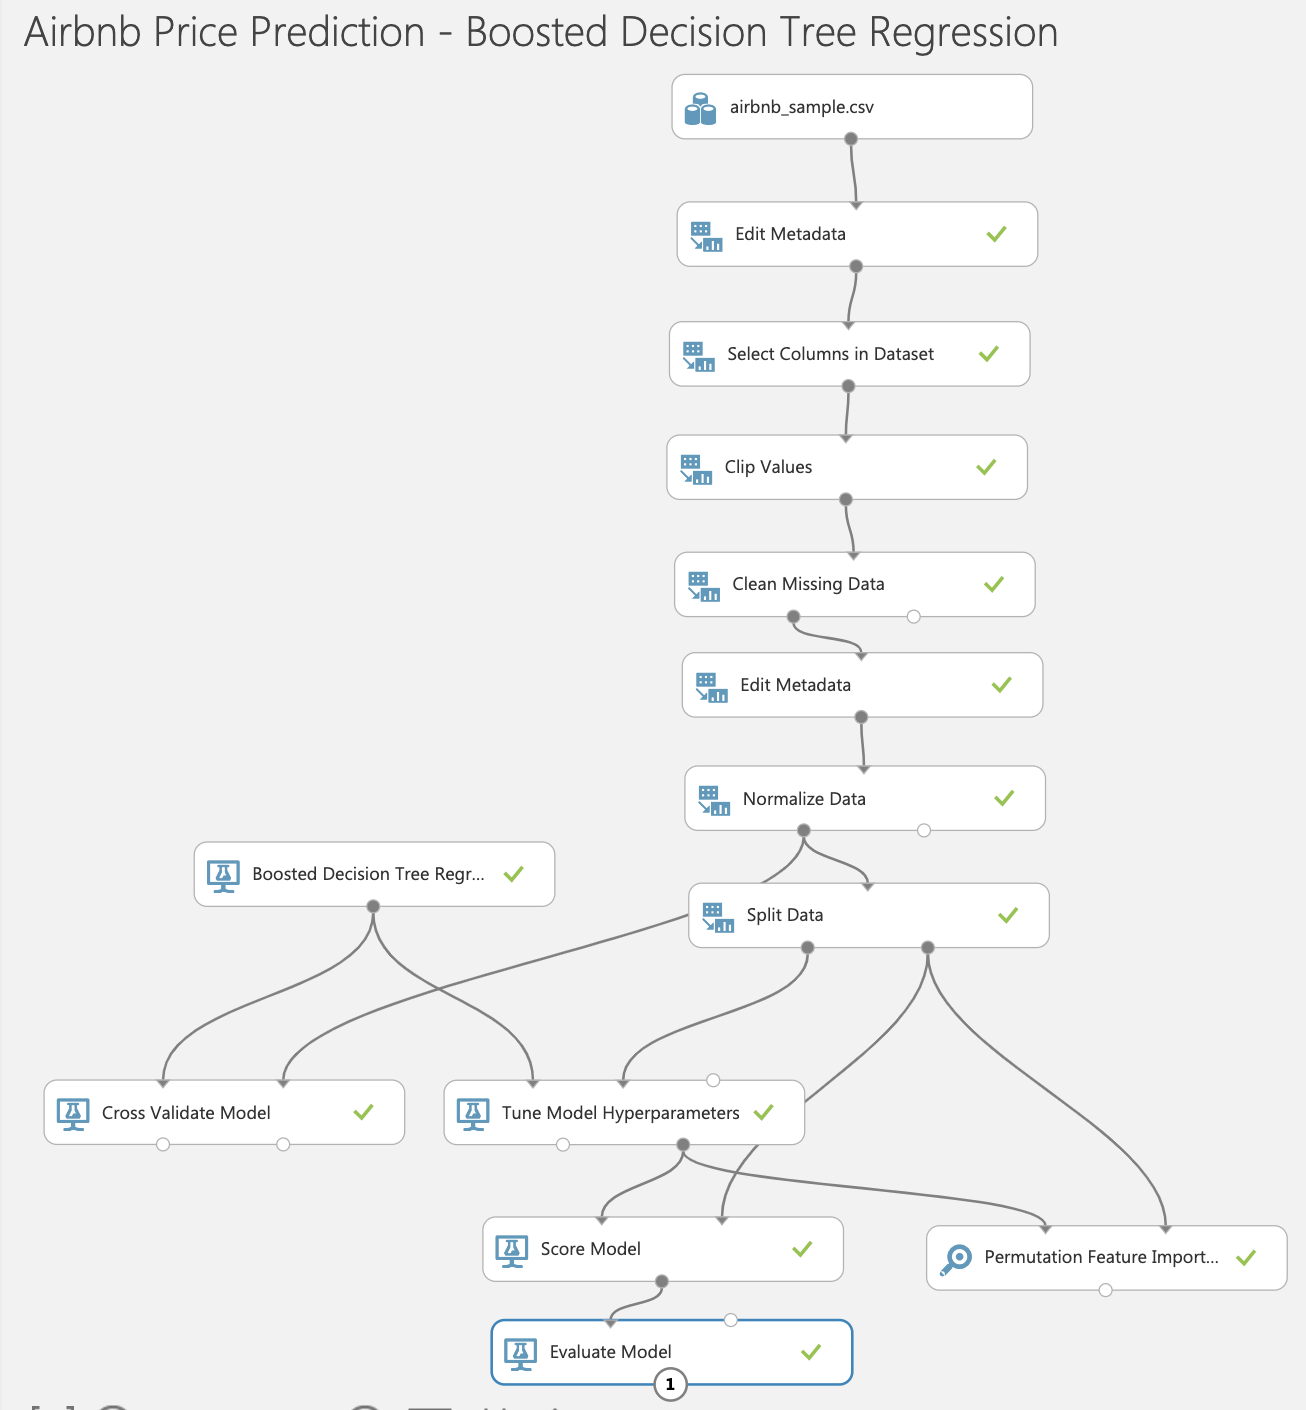 Airbnb Price Prediction - Boosted Decision Tree Regression
airbnb_sample.csv
Edit Metadata
Select Columns in Dataset
Clip Values
Clean Missing Data
Edit Metadata
Normalize Data
Boosted Decision Tree Regr...
Split Data
Cross Validate Model
Tune Model Hyperparameters
Score Model
Permutation Feature Import...
Evaluate Model
1